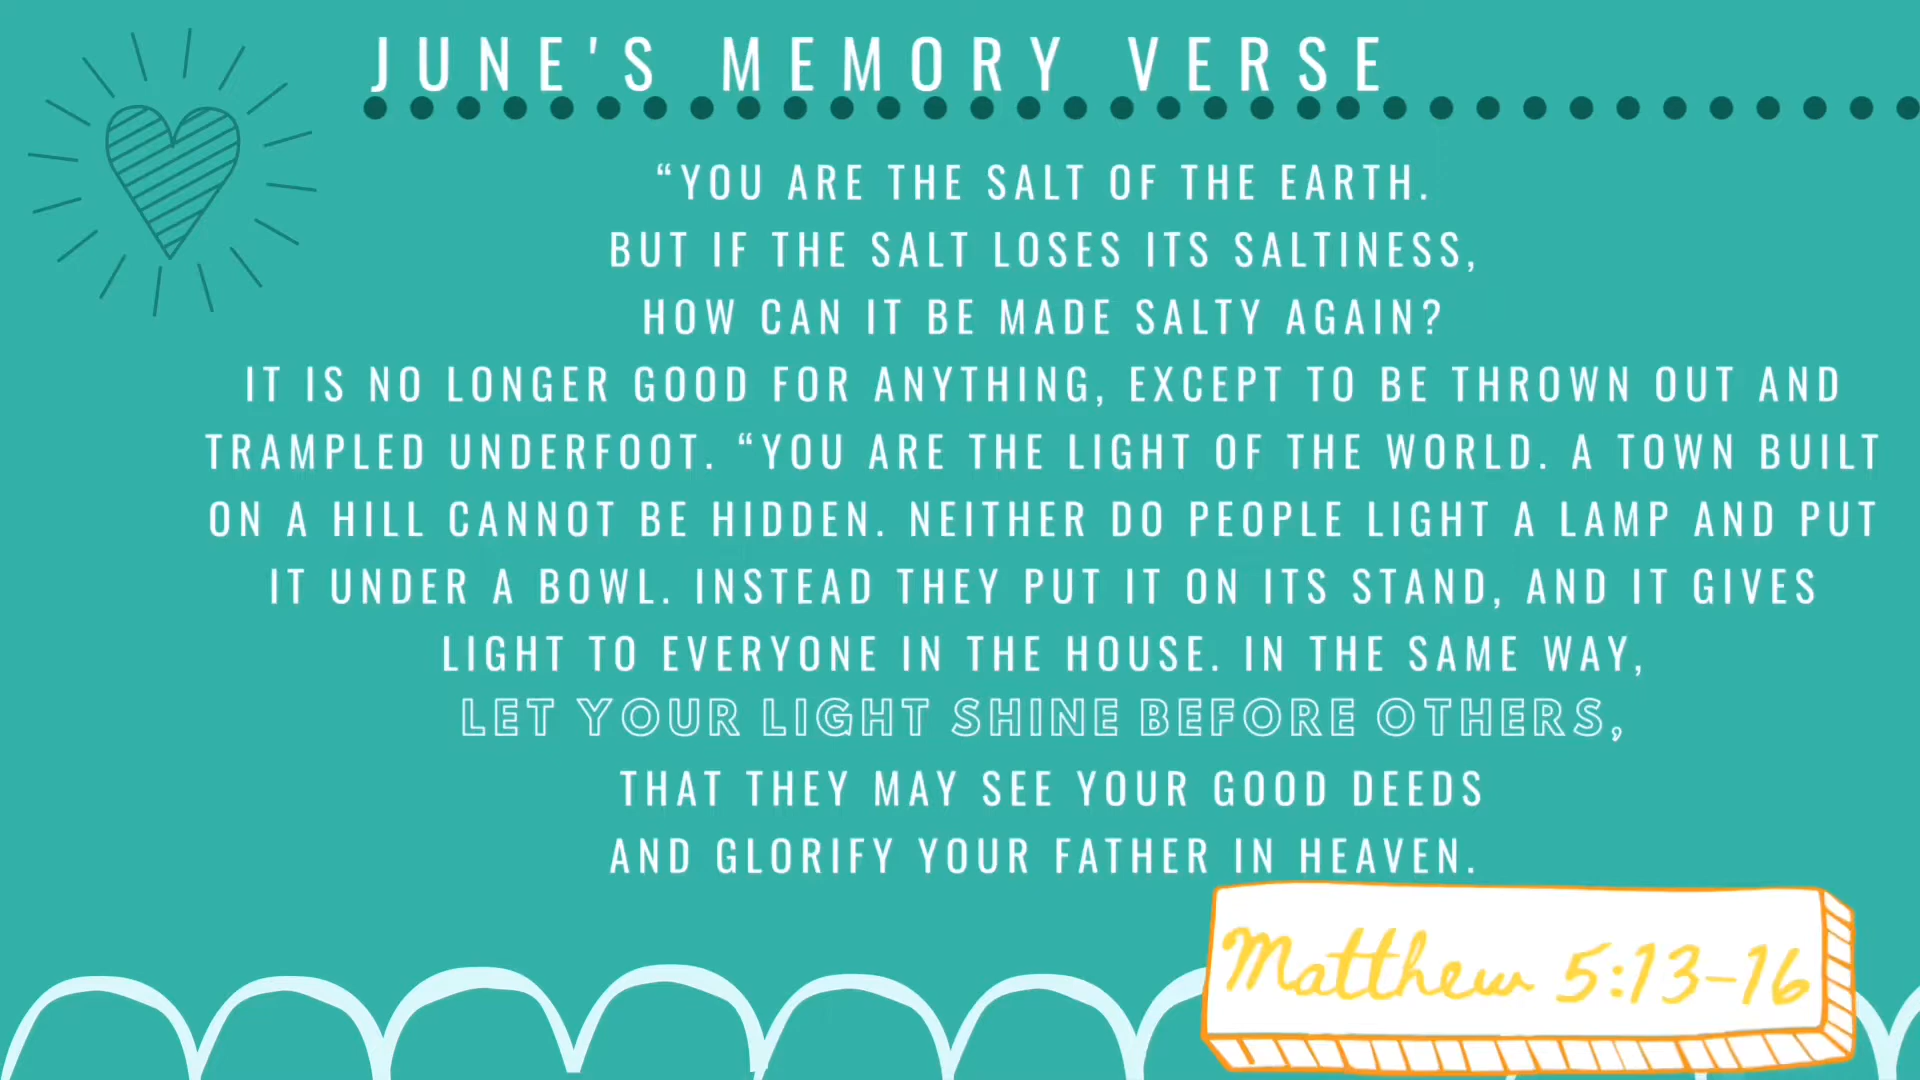 JUNE'S MEMORY VERSE
“YOU ARE THE SALT OF THE EARTH.
BUT IF THE SALT LOSES ITS SALTINESS,
HOW CAN IT BE MADE SALTY AGAIN?
IT IS NO LONGER GOOD FOR ANYTHING, EXCEPT TO BE THROWN OUT AND
TRAMPLED UNDERFOOT. “YOU ARE THE LIGHT OF THE WORLD. A TOWN BUILT
ON A HILL CANNOT BE HIDDEN. NEITHER DO PEOPLE LIGHT A LAMP AND PUT
IT UNDER A BOWL. INSTEAD THEY PUT IT ON ITS STAND, AND IT GIVES
LIGHT TO EVERYONE IN THE HOUSE. IN THE SAME WAY,
LET YOUR LIGHT SHINE BEFORE OTHERS,
THAT THEY MAY SEE YOUR GOOD DEEDS
AND GLORIFY YOUR FATHER IN HEAVEN.
Matthew 5:13-16